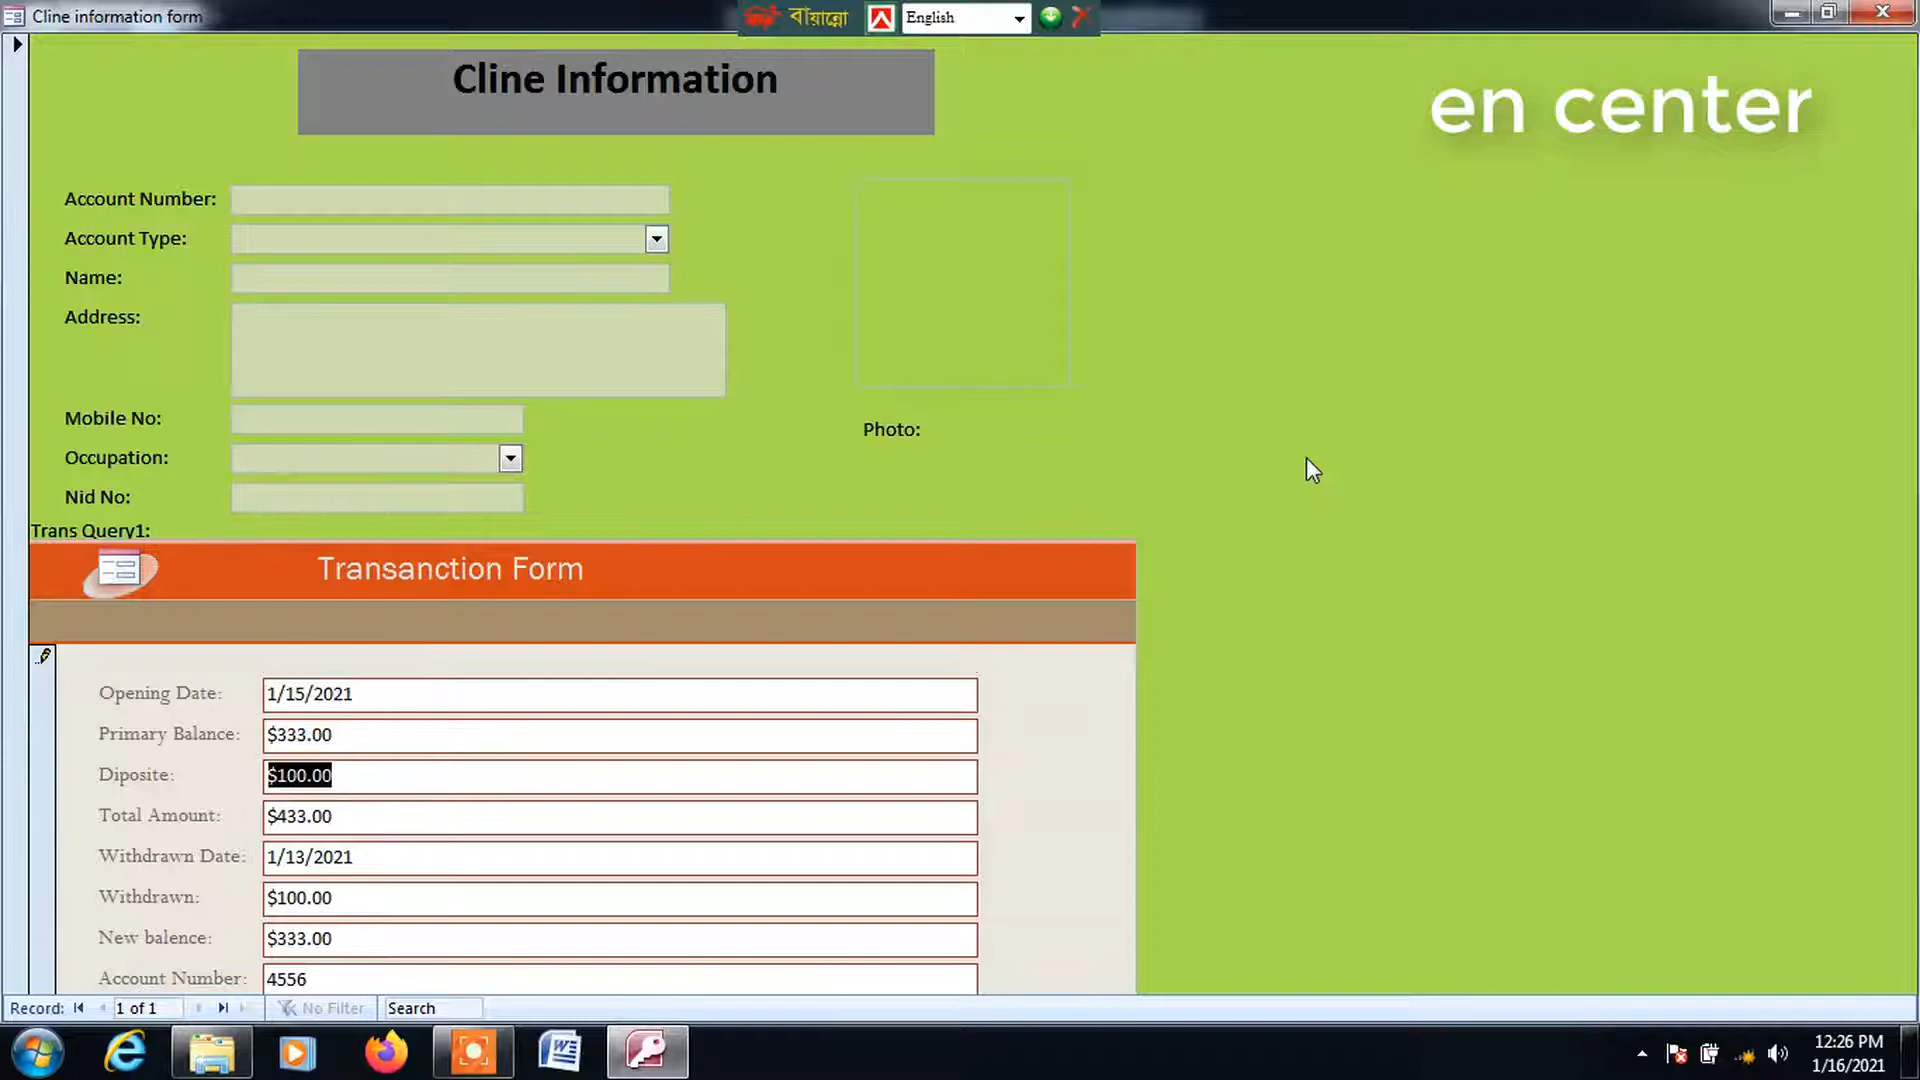 Cline information form
বায়ান্নো
English
Cline Information
en center
Account Number:
Account Type:
Name:
Address:
Mobile No:
Occupation:
Nid No:
Photo:
Trans Query1:
Transanction Form
Opening Date: 1/15/2021
Primary Balance: $333.00
Diposite: $100.00
Total Amount: $433.00
Withdrawn Date: 1/13/2021
Withdrawn: $100.00
New balence: $333.00
Account Number: 4556
Record: 1 of 1 No Filter Search
12:26 PM
1/16/2021